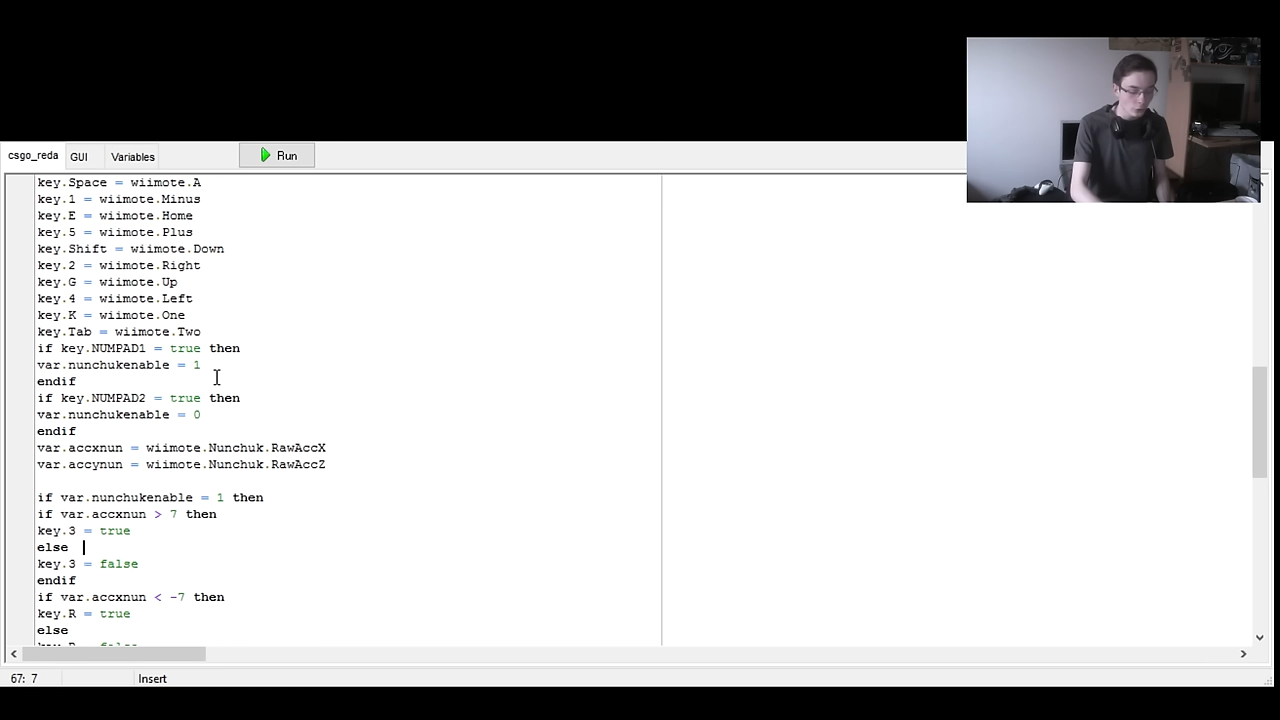 csgo_reda GUI Variables Run
key.Space = wiimote.A
key.1 = wiimote.Minus
key.E = wiimote.Home
key.5 = wiimote.Plus
key.Shift = wiimote.Down
key.2 = wiimote.Right
key.G = wiimote.Up
key.4 = wiimote.Left
key.K = wiimote.One
key.Tab = wiimote.Two
if key.NUMPAD1 = true then
var.nunchukenable = 1
endif
if key.NUMPAD2 = true then
var.nunchukenable = 0
endif
var.accxnun = wiimote.Nunchuk.RawAccX
var.accynun = wiimote.Nunchuk.RawAccZ
if var.nunchukenable = 1 then
if var.accxnun > 7 then
key.3 = true
else
key.3 = false
endif
if var.accxnun < -7 then
key.R = true
else
67: 7 Insert